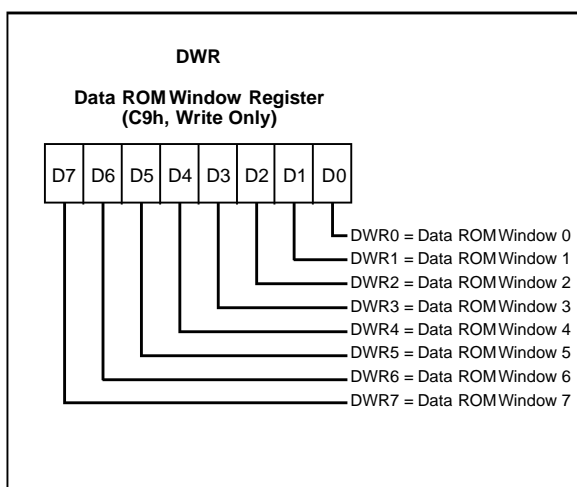 DWR
Data ROM Window Register
(C9h, Write Only)
D7 D6 D5 D4 D3 D2 D1 D0
DWR0 = Data ROM Window 0
DWR1 = Data ROM Window 1
DWR2 = Data ROM Window 2
DWR3 = Data ROM Window 3
DWR4 = Data ROM Window 4
DWR5 = Data ROM Window 5
DWR6 = Data ROM Window 6
DWR7 = Data ROM Window 7